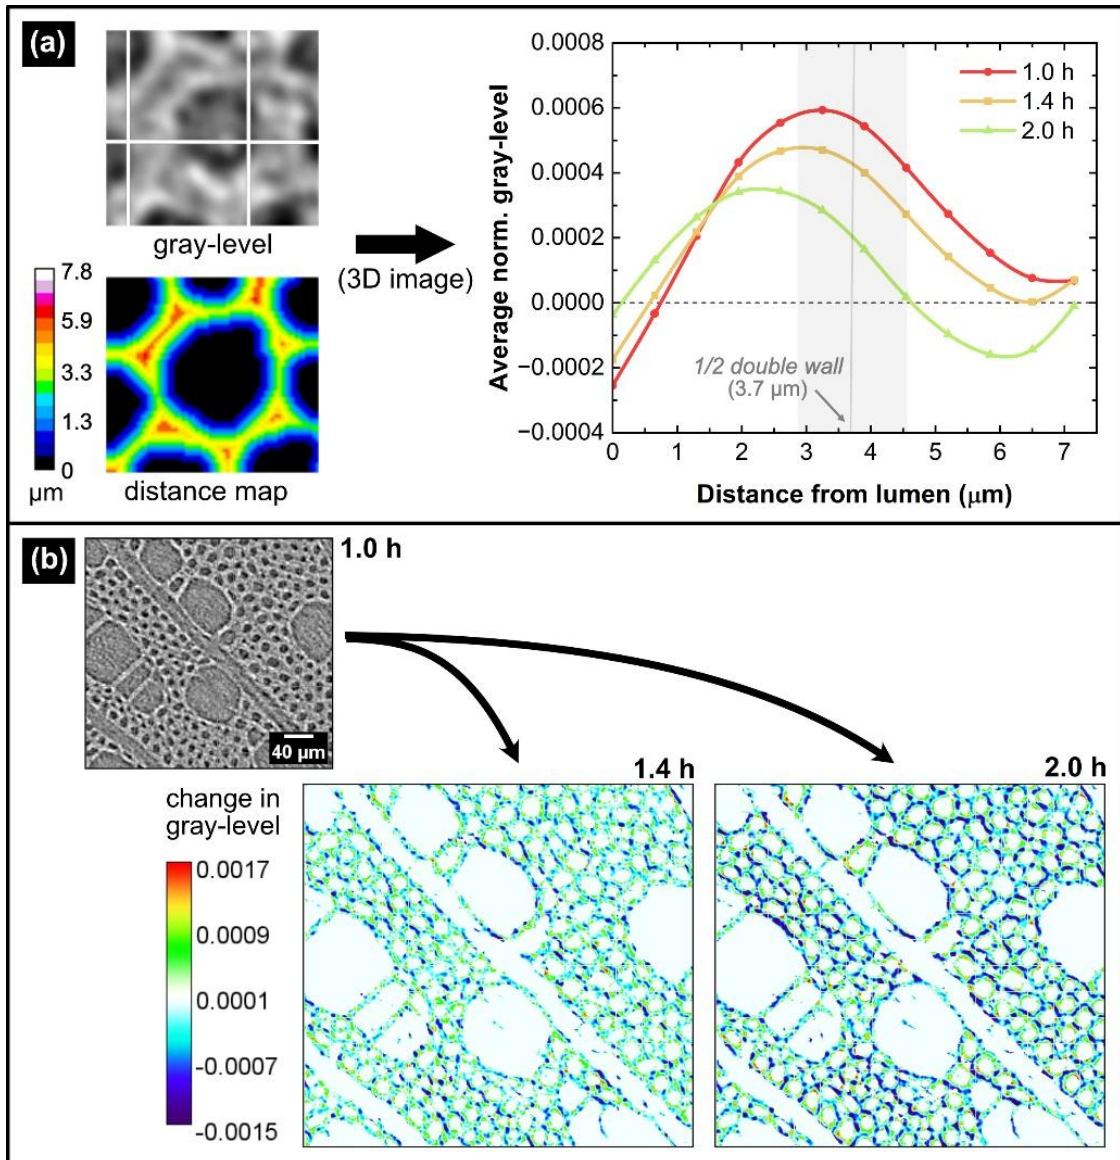 (a)
gray-level
7.8
5.9
3.3
1.3
0
μm
distance map
(3D image)
Average norm. gray-level
0.0008
0.0006
0.0004
0.0002
0.0000
−0.0002
−0.0004
1.0 h
1.4 h
2.0 h
1/2 double wall
(3.7 μm)
0 1 2 3 4 5 6 7
Distance from lumen (μm)
(b)
1.0 h
40 μm
1.4 h
2.0 h
change in
gray-level
0.0017
0.0009
0.0001
-0.0007
-0.0015